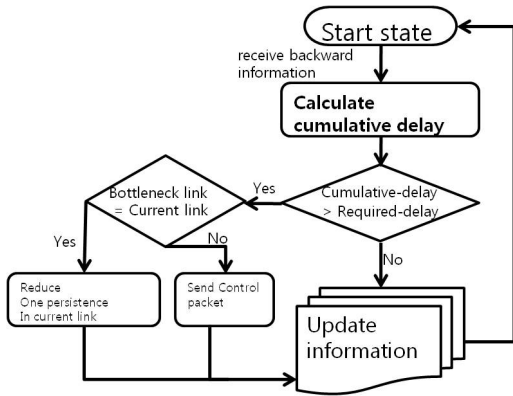 Start state
receive backward
information
Calculate
cumulative delay
Cumulative-delay
> Required-delay
Yes
Bottleneck link
= Current link
Yes
No
No
Reduce
One persistence
In current link
Send Control
packet
Update
information